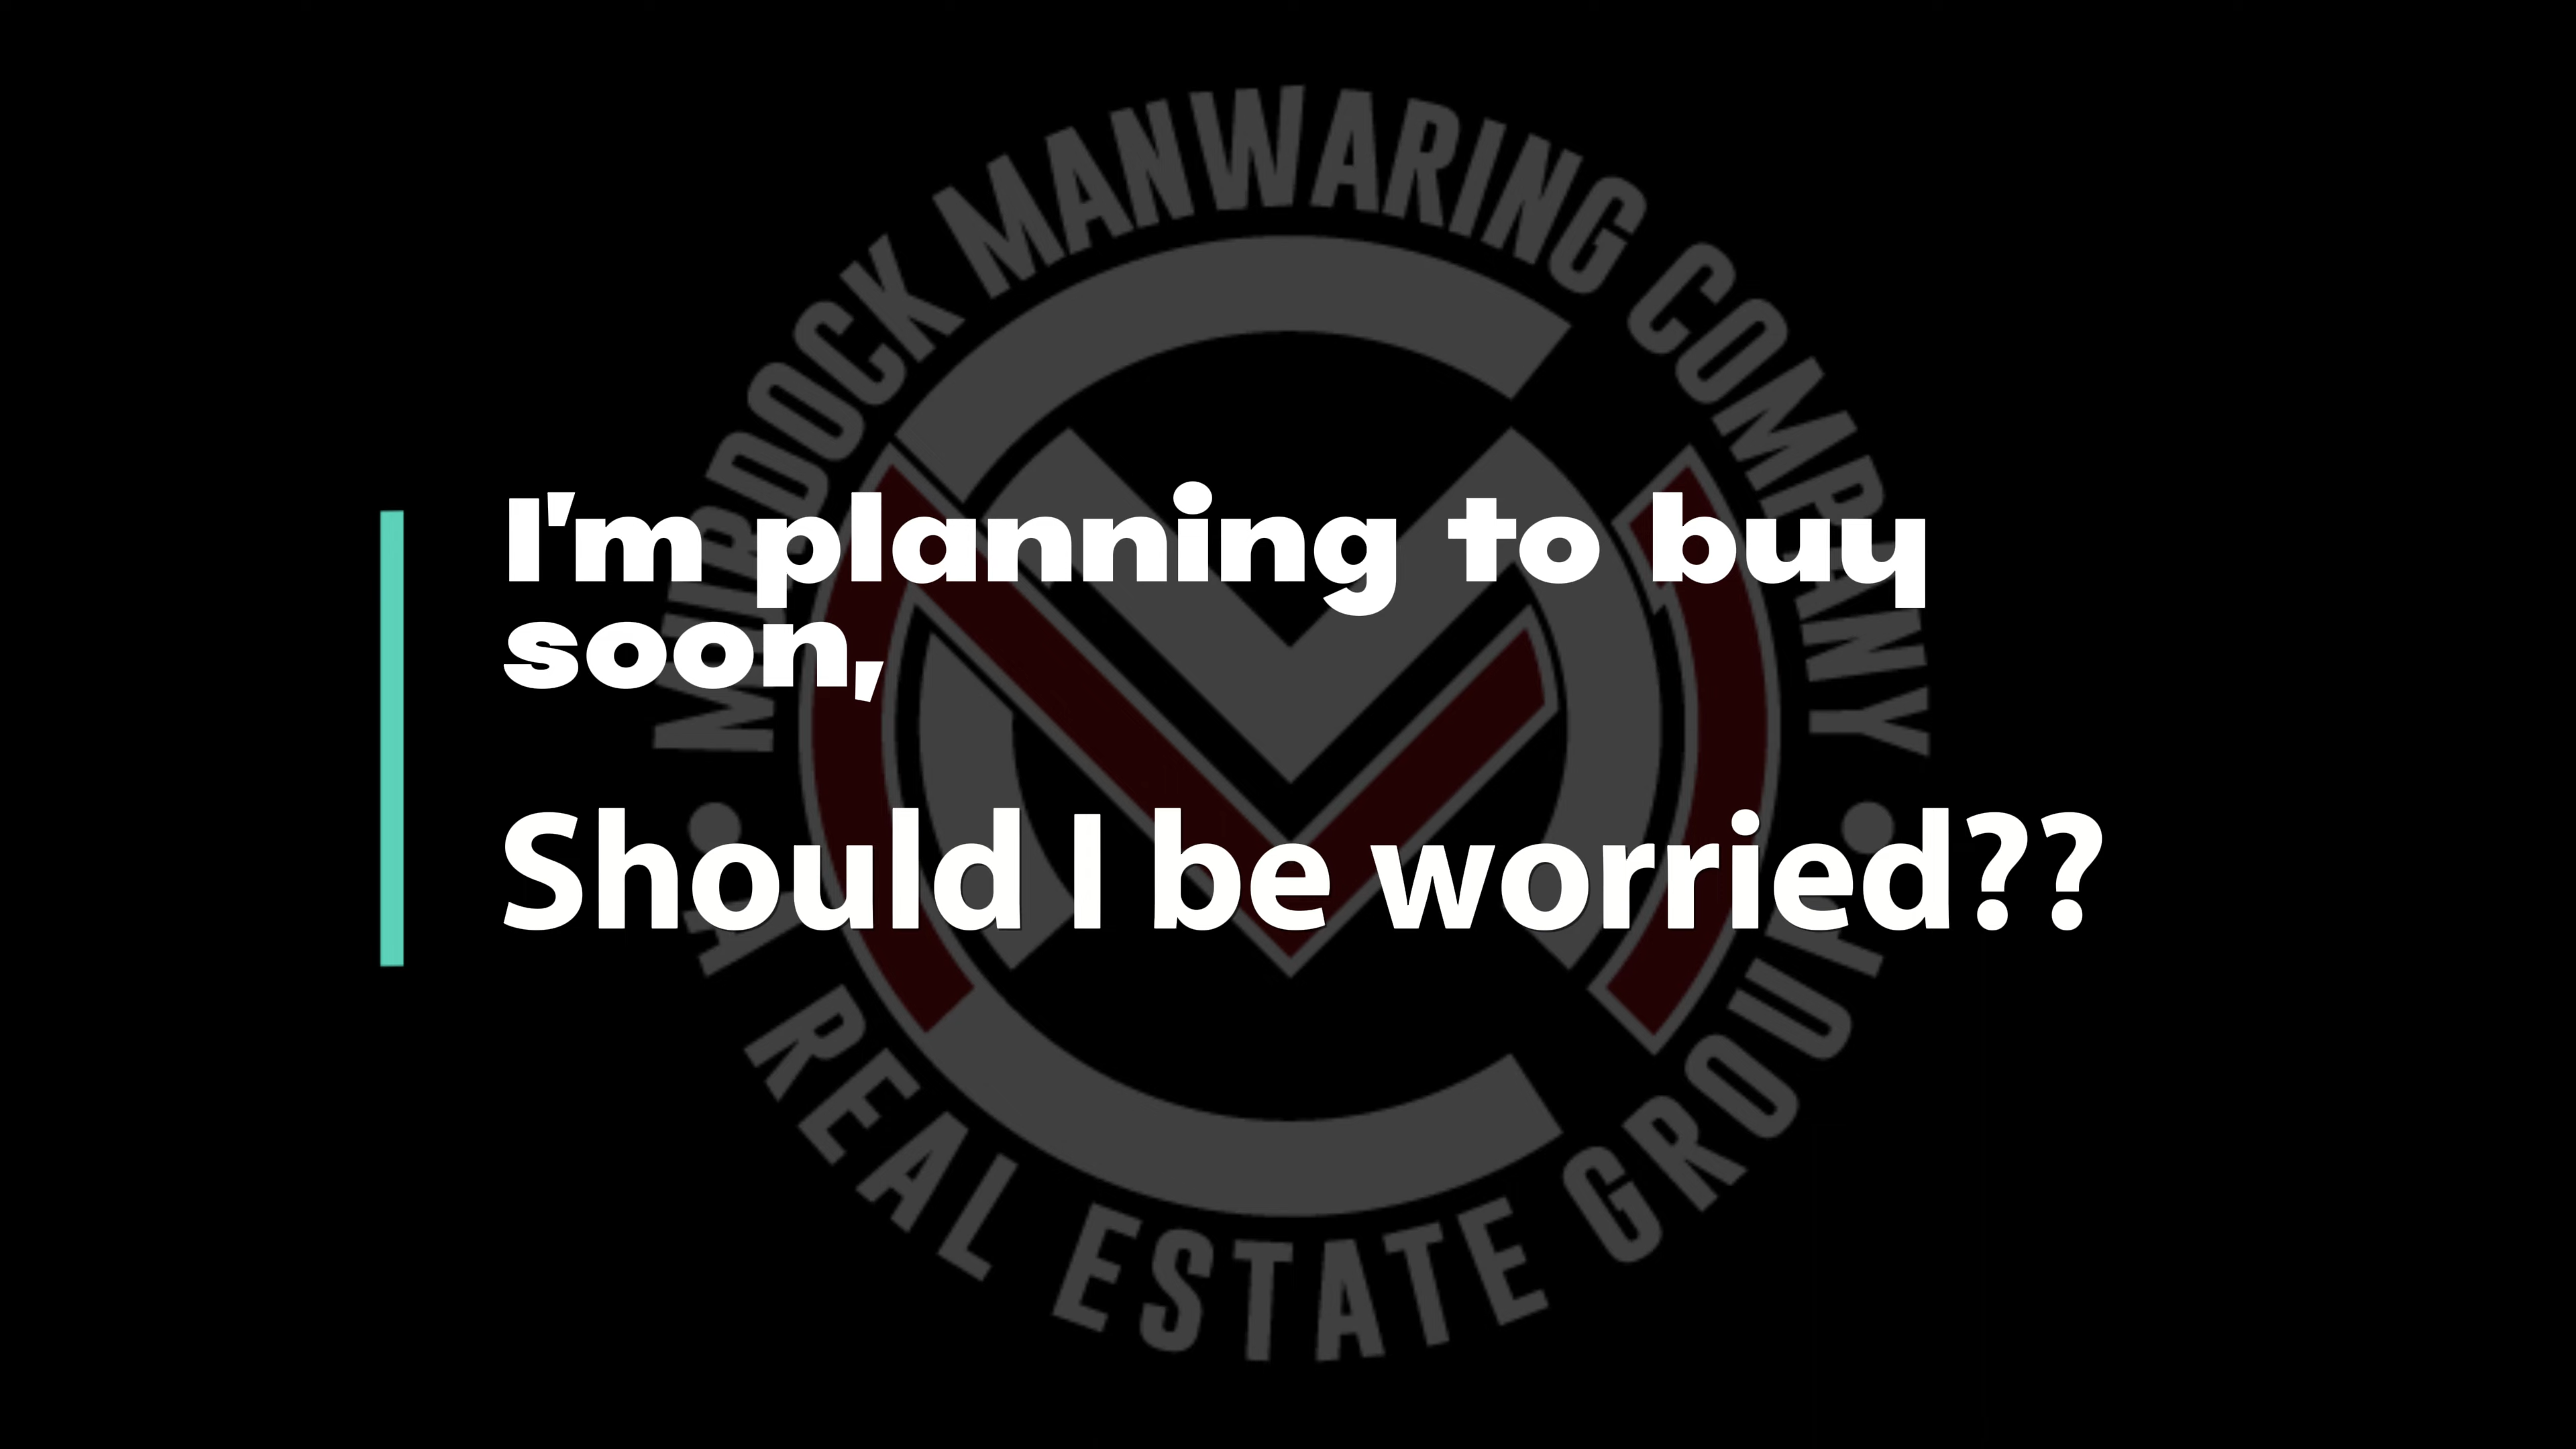 MURDOCK MANWARING COMPANY
I'm planning to buy
soon,
Should I be worried??
A REAL ESTATE GROUP